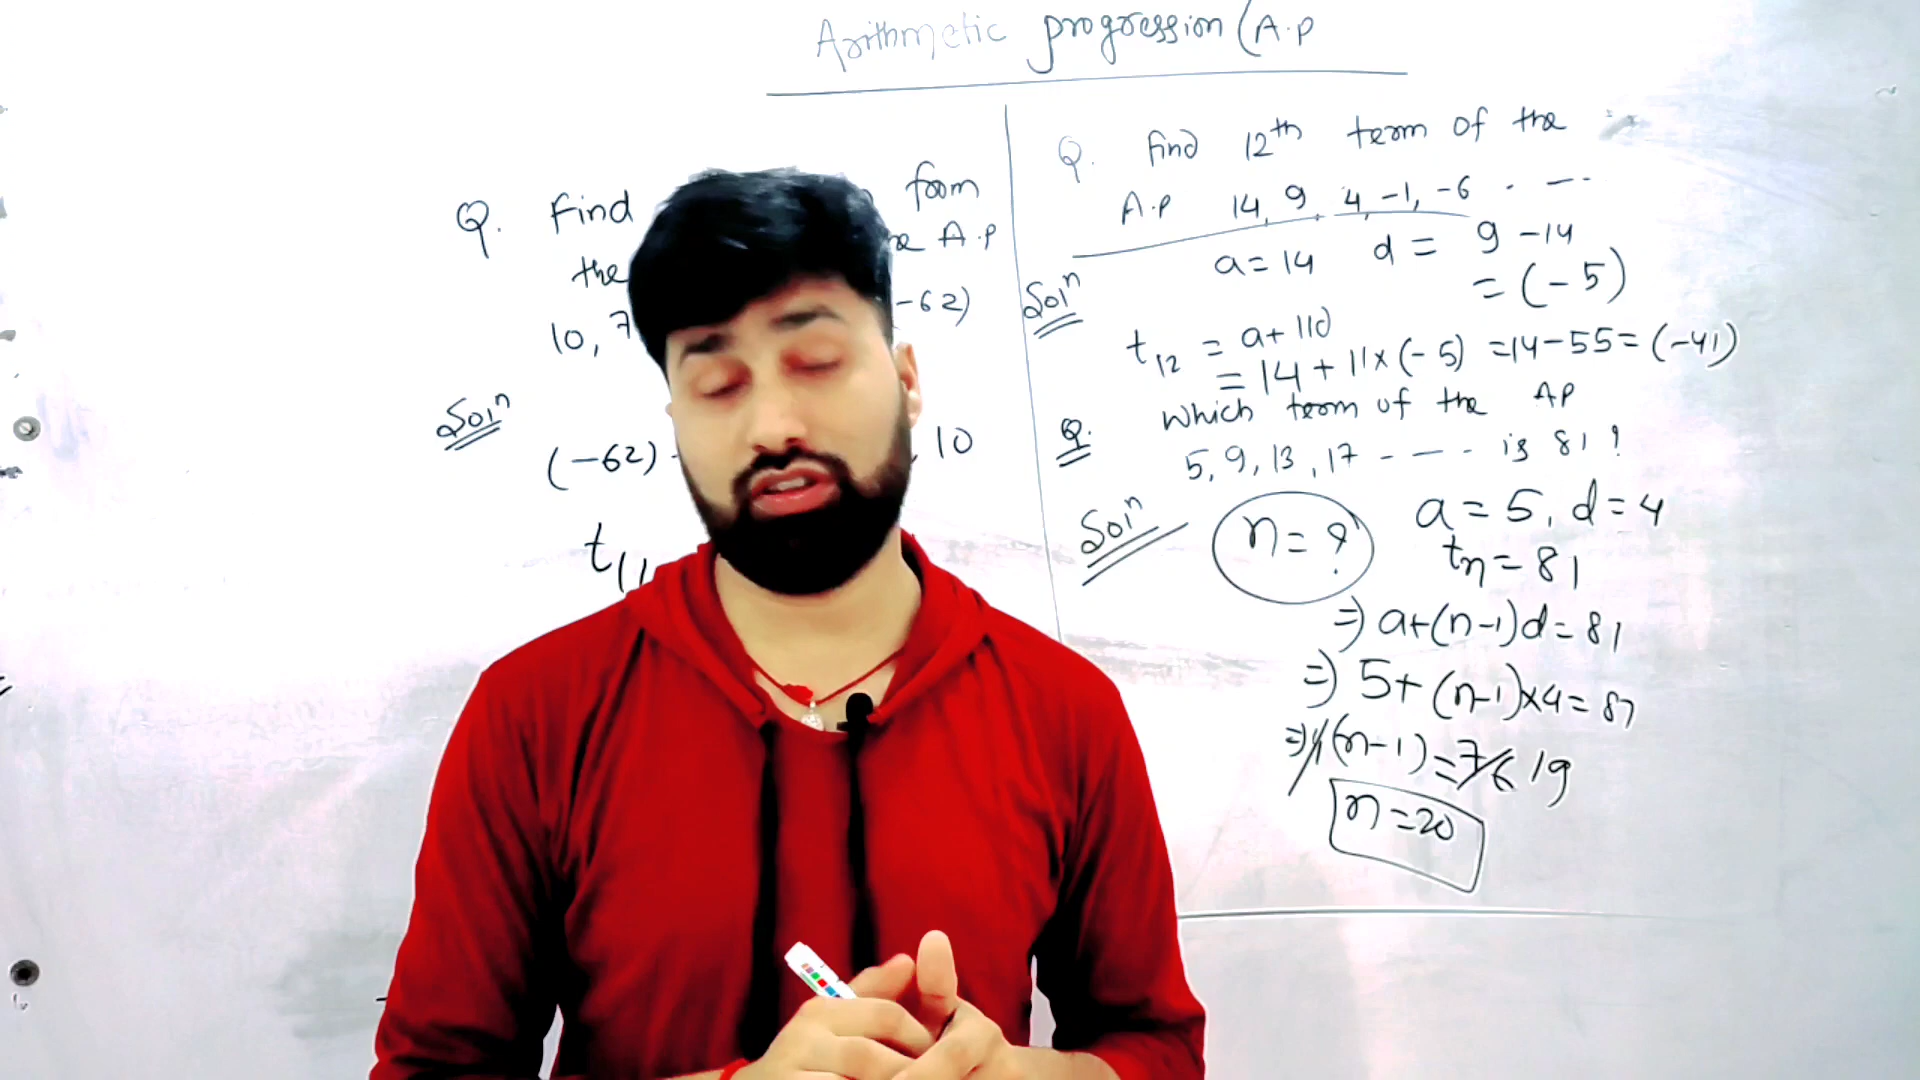 Arithmetic progression (A.P
Q. Find from
the A.P
10, 7 -62)
Solⁿ
(-62) 10
t₁₁
Q. find 12th term of the
A.P 14, 9, 4, -1, -6 . - - -
Solⁿ a = 14 d = 9 - 14
= (-5)
t₁₂ = a + 11d
= 14 + 11 × (-5) = 14 - 55 = (-41)
Q. Which term of the AP
5, 9, 13, 17 - - - - is 81?
Solⁿ n = ? a = 5, d = 4
tn = 81
⇒ a + (n-1)d = 81
⇒ 5 + (n-1) × 4 = 81
⇒ 4(n-1) = 76 19
n = 20